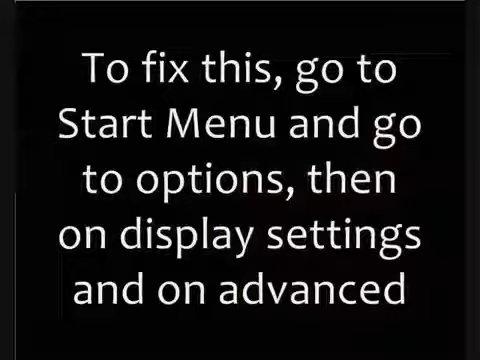 To fix this, go to
Start Menu and go
to options, then
on display settings
and on advanced